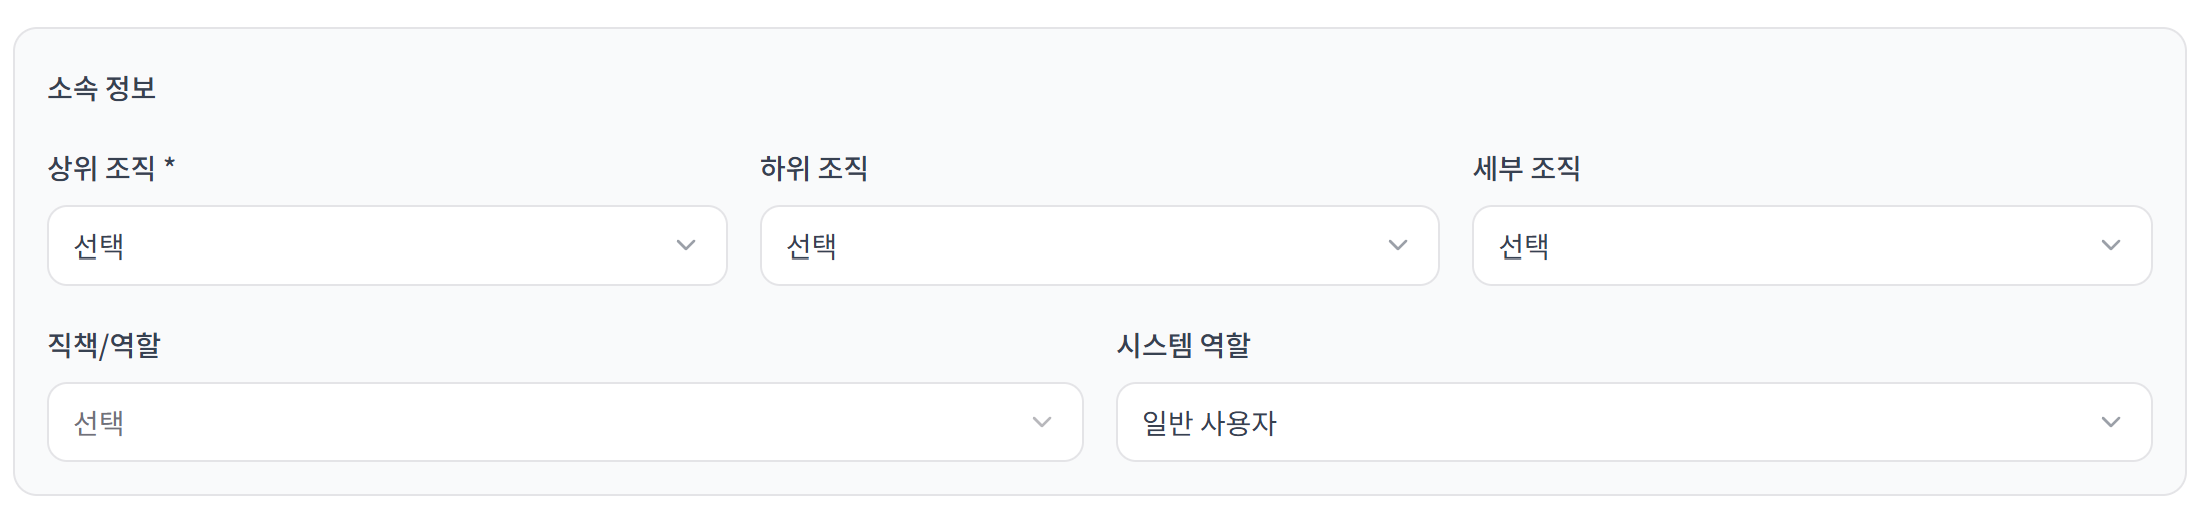 소속 정보
상위 조직 *
하위 조직
세부 조직
선택
선택
선택
직책/역할
시스템 역할
선택
일반 사용자